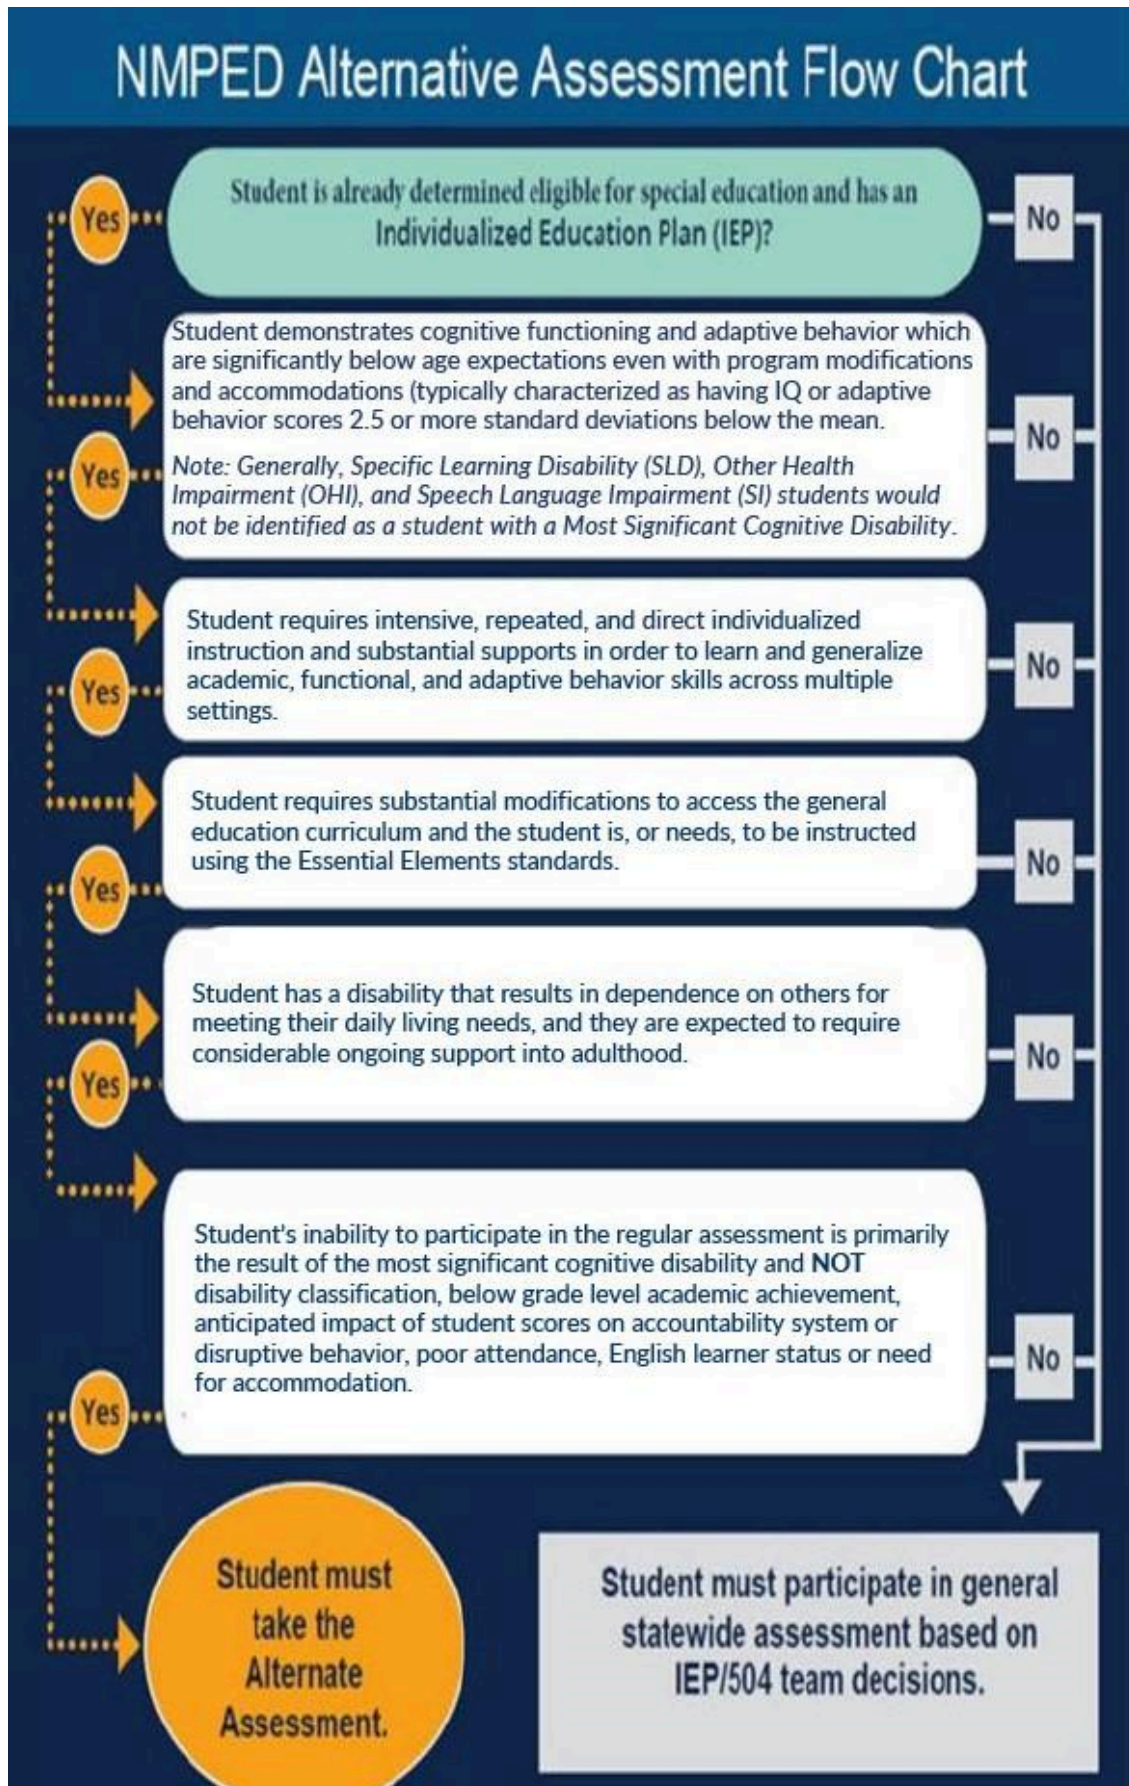 NMPED Alternative Assessment Flow Chart
Student is already determined eligible for special education and has an
Individualized Education Plan (IEP)?
Yes
No
Student demonstrates cognitive functioning and adaptive behavior which
are significantly below age expectations even with program modifications
and accommodations (typically characterized as having IQ or adaptive
behavior scores 2.5 or more standard deviations below the mean.
Note: Generally, Specific Learning Disability (SLD), Other Health
Impairment (OHI), and Speech Language Impairment (SI) students would
not be identified as a student with a Most Significant Cognitive Disability.
Yes
No
Student requires intensive, repeated, and direct individualized
instruction and substantial supports in order to learn and generalize
academic, functional, and adaptive behavior skills across multiple
settings.
Yes
No
Student requires substantial modifications to access the general
education curriculum and the student is, or needs, to be instructed
using the Essential Elements standards.
Yes
No
Student has a disability that results in dependence on others for
meeting their daily living needs, and they are expected to require
considerable ongoing support into adulthood.
Yes
No
Student's inability to participate in the regular assessment is primarily
the result of the most significant cognitive disability and NOT
disability classification, below grade level academic achievement,
anticipated impact of student scores on accountability system or
disruptive behavior, poor attendance, English learner status or need
for accommodation.
Yes
No
Student must
take the
Alternate
Assessment.
Student must participate in general
statewide assessment based on
IEP/504 team decisions.